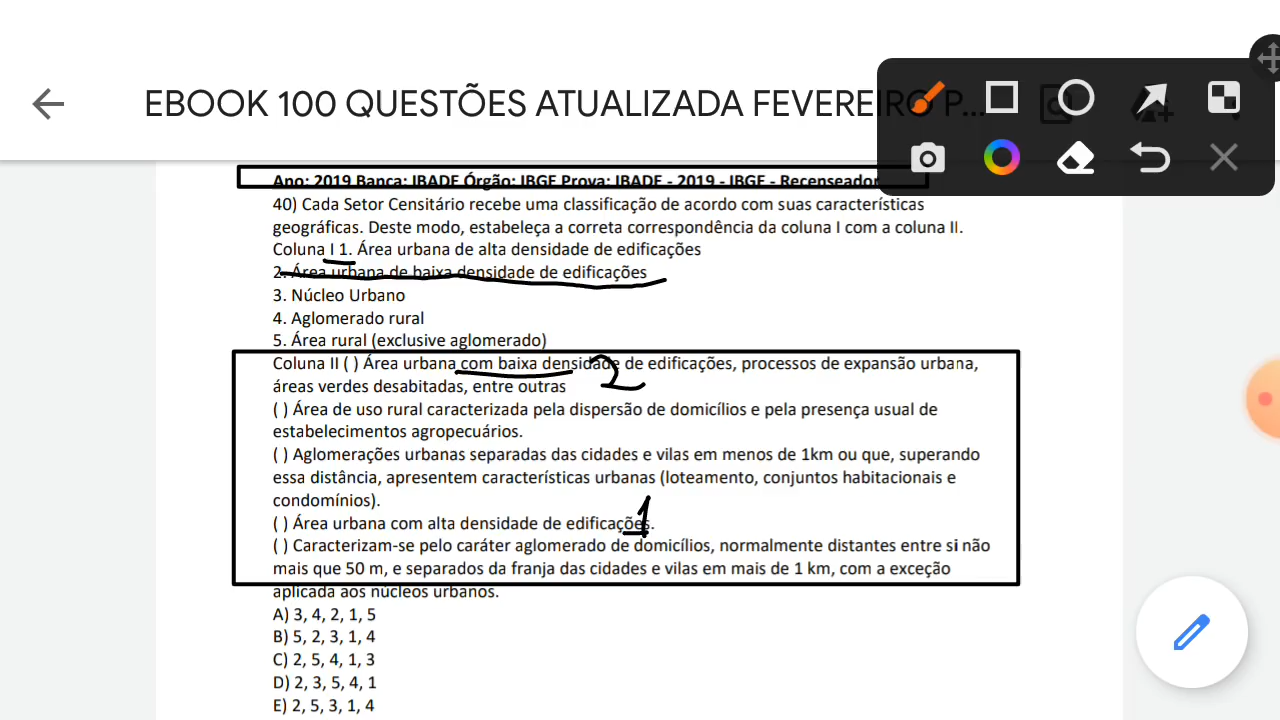 EBOOK 100 QUESTÕES ATUALIZADA FEVEREIRO P...
Ano: 2019 Banca: IBADE Órgão: IBGE Prova: IBADE - 2019 - IBGE - Recenseador
40) Cada Setor Censitário recebe uma classificação de acordo com suas características
geográficas. Deste modo, estabeleça a correta correspondência da coluna I com a coluna II.
Coluna I 1. Área urbana de alta densidade de edificações
2. Área urbana de baixa densidade de edificações
3. Núcleo Urbano
4. Aglomerado rural
5. Área rural (exclusive aglomerado)
Coluna II ( ) Área urbana com baixa densidade de edificações, processos de expansão urbana,
2
áreas verdes desabitadas, entre outras
( ) Área de uso rural caracterizada pela dispersão de domicílios e pela presença usual de
estabelecimentos agropecuários.
( ) Aglomerações urbanas separadas das cidades e vilas em menos de 1km ou que, superando
essa distância, apresentem características urbanas (loteamento, conjuntos habitacionais e
condomínios).
( ) Área urbana com alta densidade de edificações.
1
( ) Caracterizam-se pelo caráter aglomerado de domicílios, normalmente distantes entre si não
mais que 50 m, e separados da franja das cidades e vilas em mais de 1 km, com a exceção
aplicada aos núcleos urbanos.
A) 3, 4, 2, 1, 5
B) 5, 2, 3, 1, 4
C) 2, 5, 4, 1, 3
D) 2, 3, 5, 4, 1
E) 2, 5, 3, 1, 4